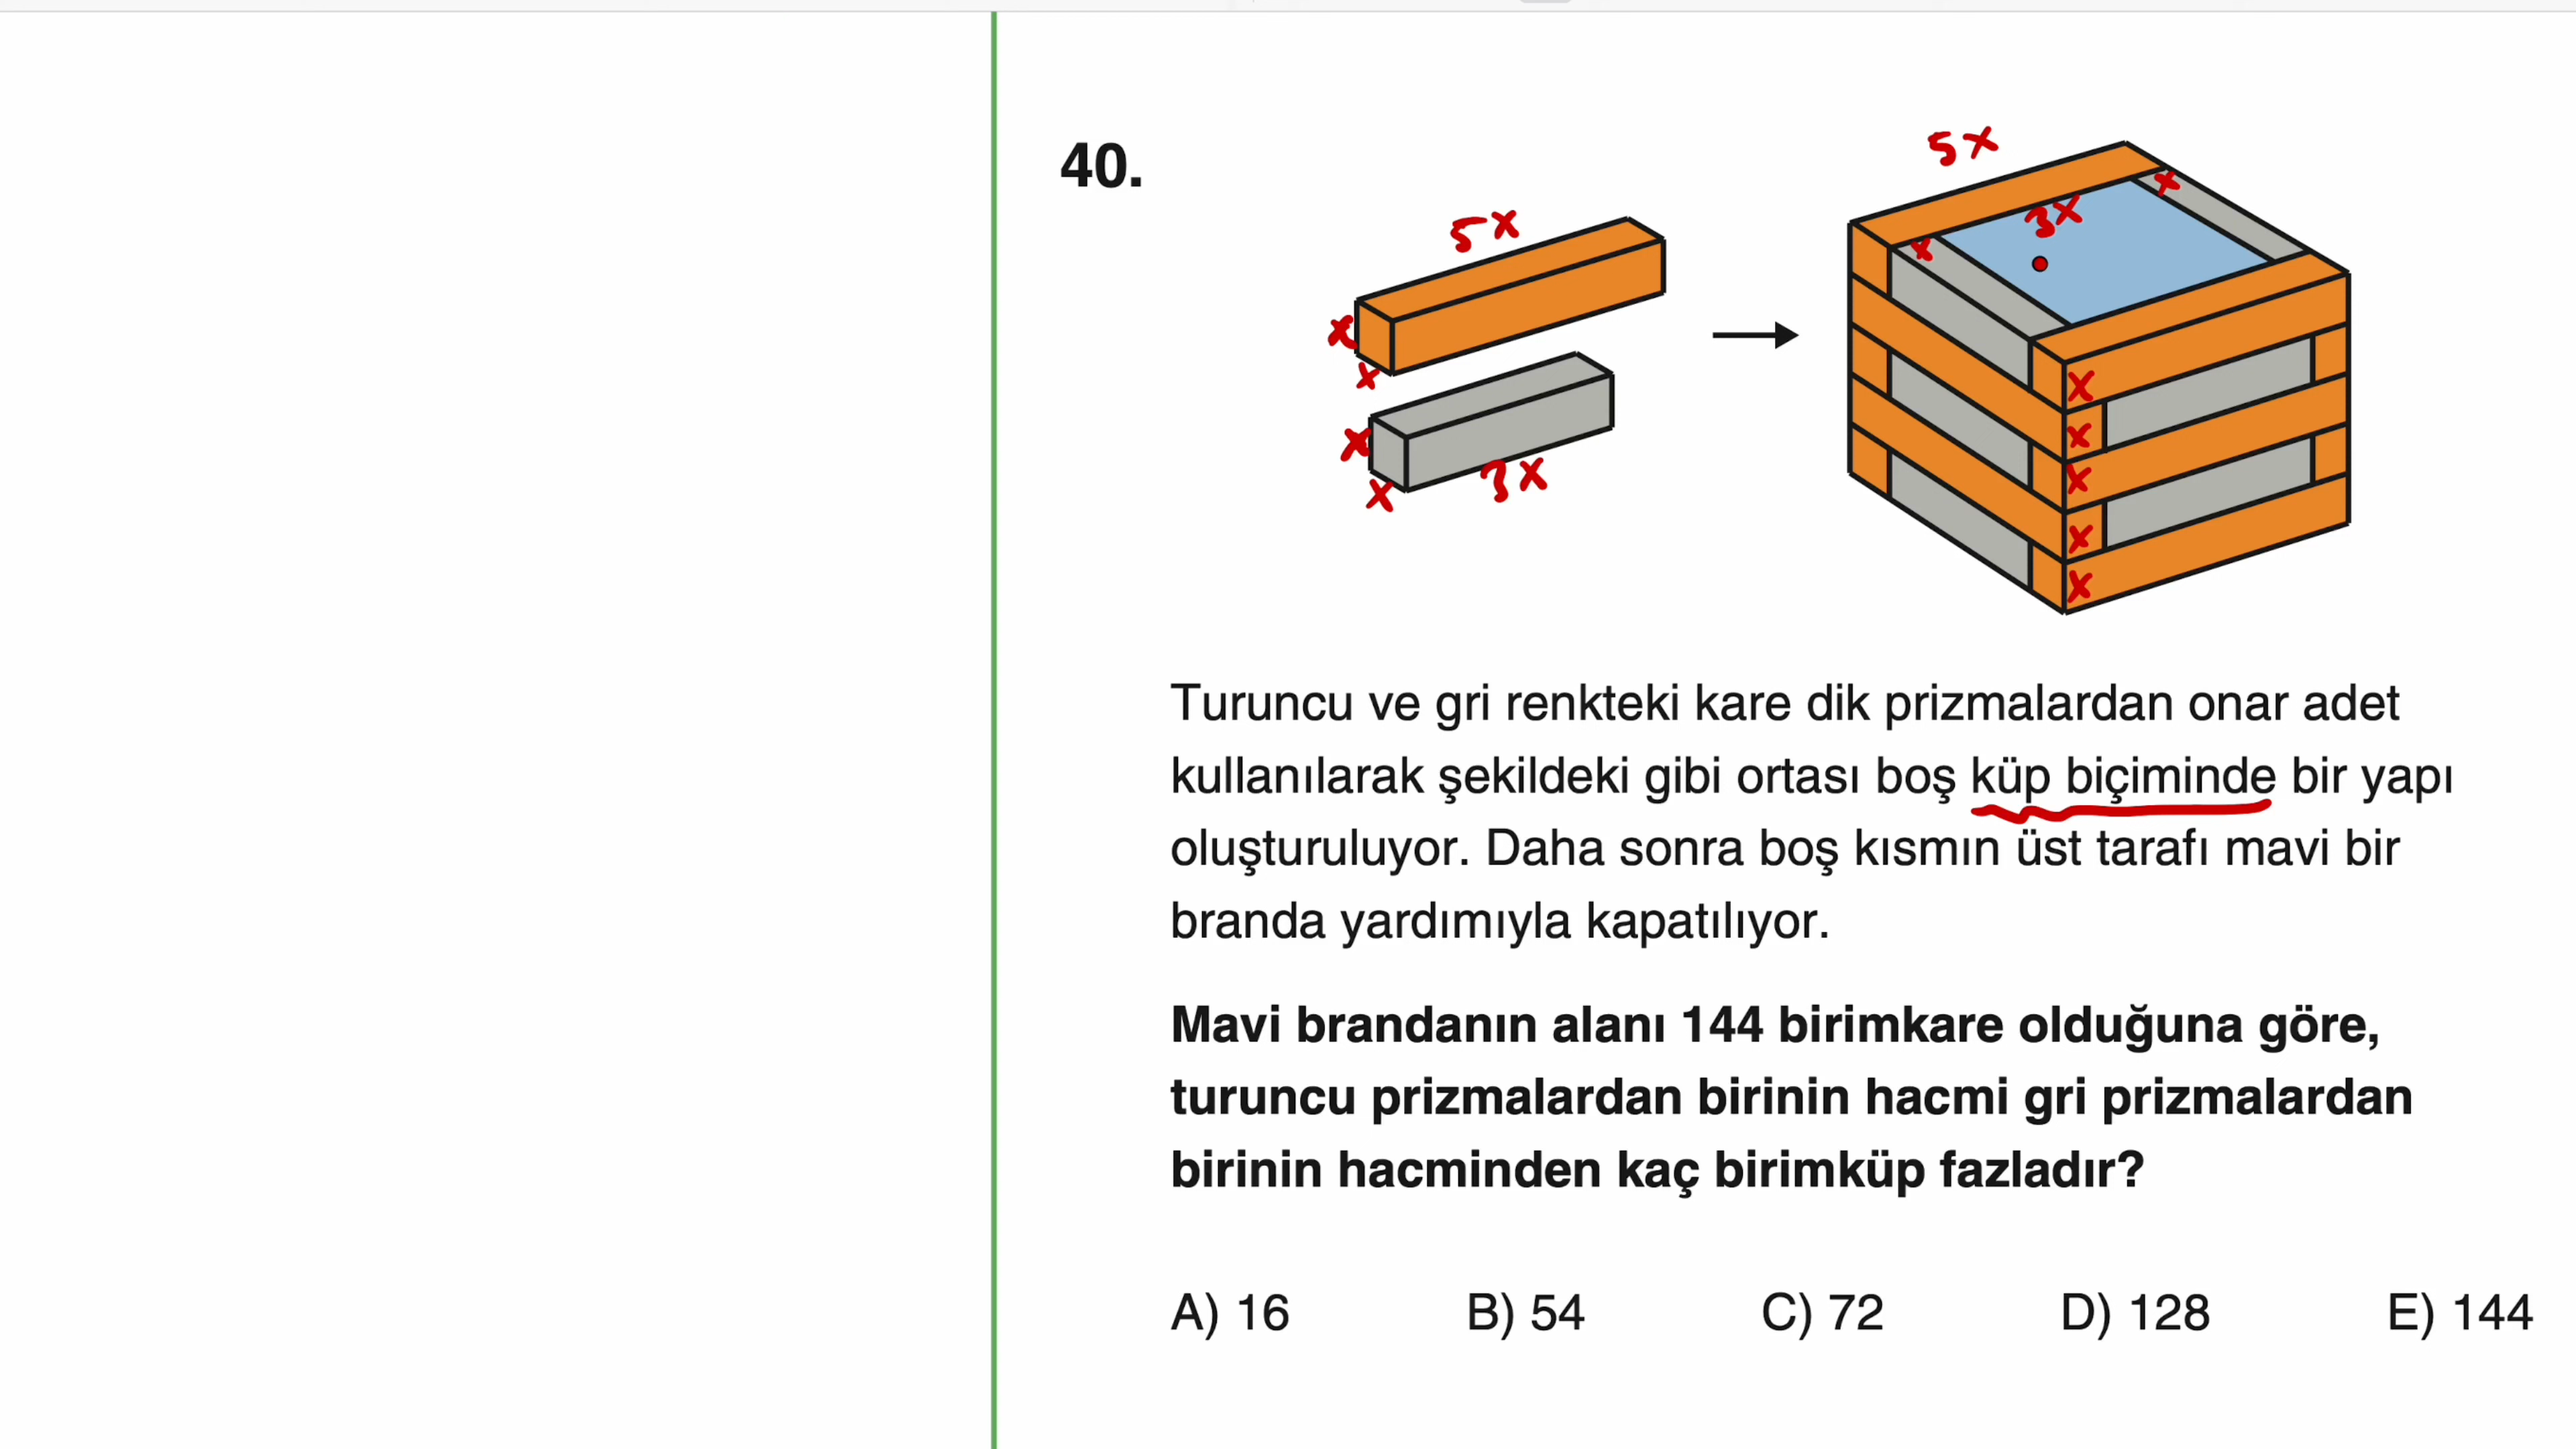 40.
5x
x
x
x
x
3x
5x
x
3x
x
x
x
x
x
x
Turuncu ve gri renkteki kare dik prizmalardan onar adet
kullanılarak şekildeki gibi ortası boş küp biçiminde bir yapı
oluşturuluyor. Daha sonra boş kısmın üst tarafı mavi bir
branda yardımıyla kapatılıyor.
Mavi brandanın alanı 144 birimkare olduğuna göre,
turuncu prizmalardan birinin hacmi gri prizmalardan
birinin hacminden kaç birimküp fazladır?
A) 16 B) 54 C) 72 D) 128 E) 144